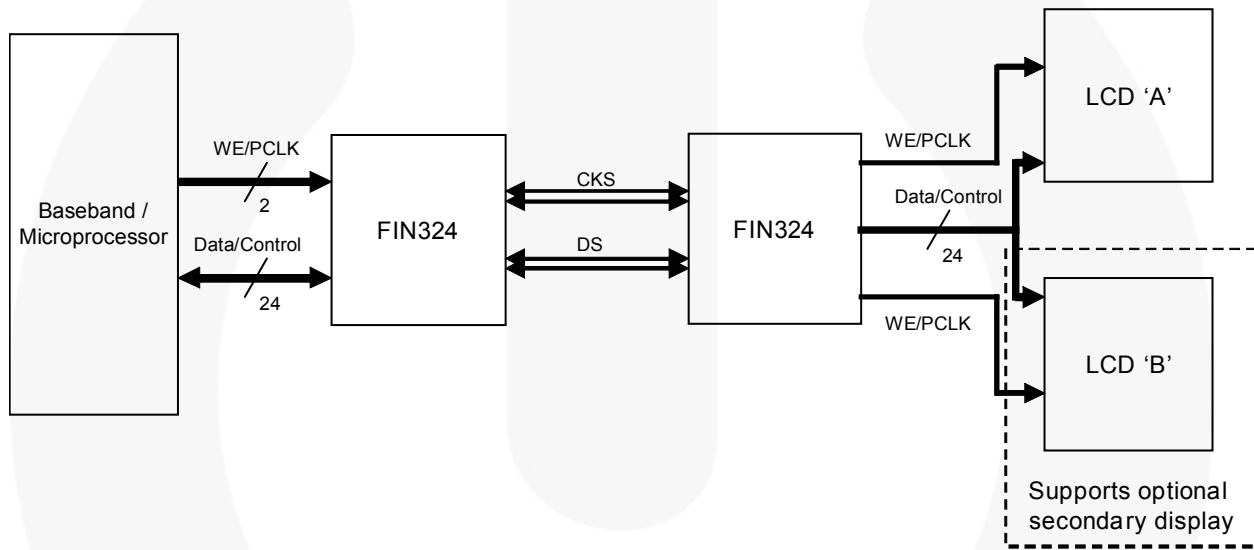 Baseband /
Microprocessor
WE/PCLK
2
Data/Control
24
FIN324
CKS
DS
FIN324
WE/PCLK
Data/Control
24
WE/PCLK
LCD ‘A’
LCD ‘B’
Supports optional
secondary display